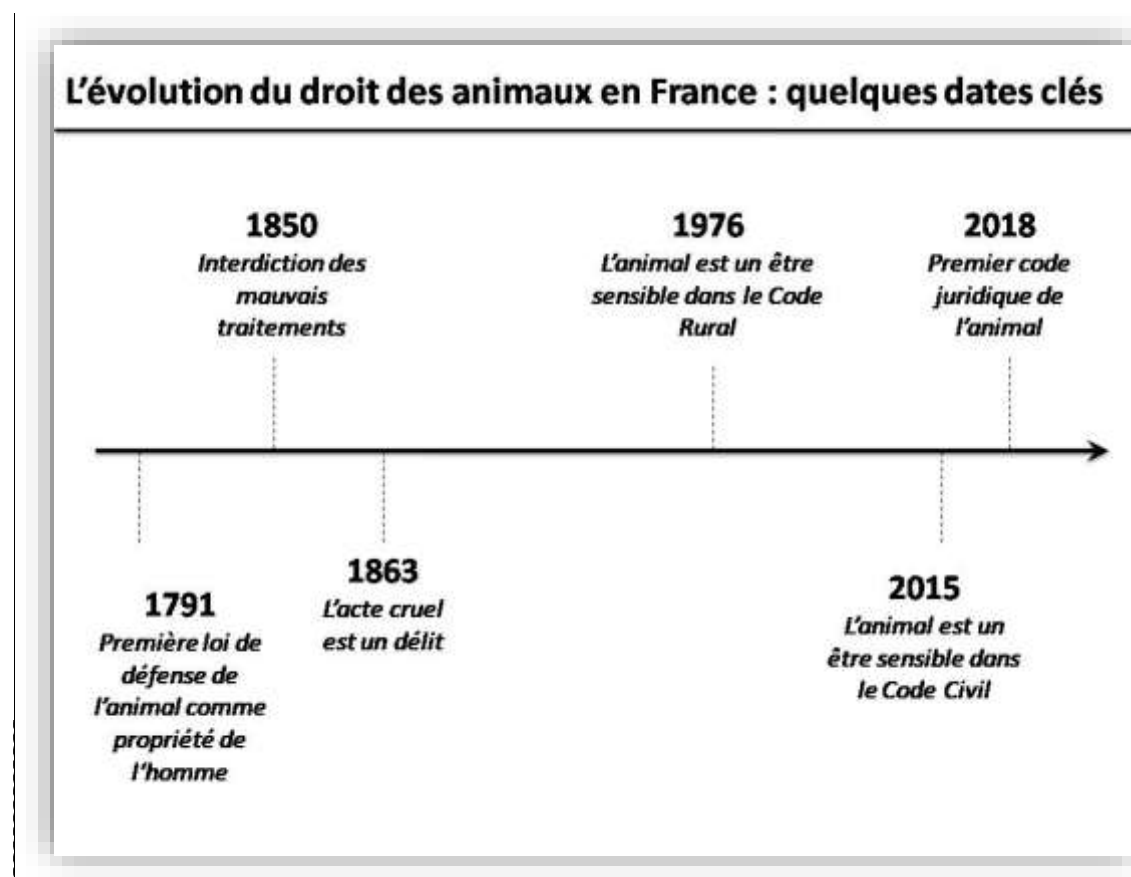 L'évolution du droit des animaux en France : quelques dates clés
1850
Interdiction des
mauvais
traitements
1976
L'animal est un être
sensible dans le Code
Rural
2018
Premier code
juridique de
l'animal
1791
Première loi de
défense de
l'animal comme
propriété de
l'homme
1863
L'acte cruel
est un délit
2015
L'animal est un
être sensible dans
le Code Civil